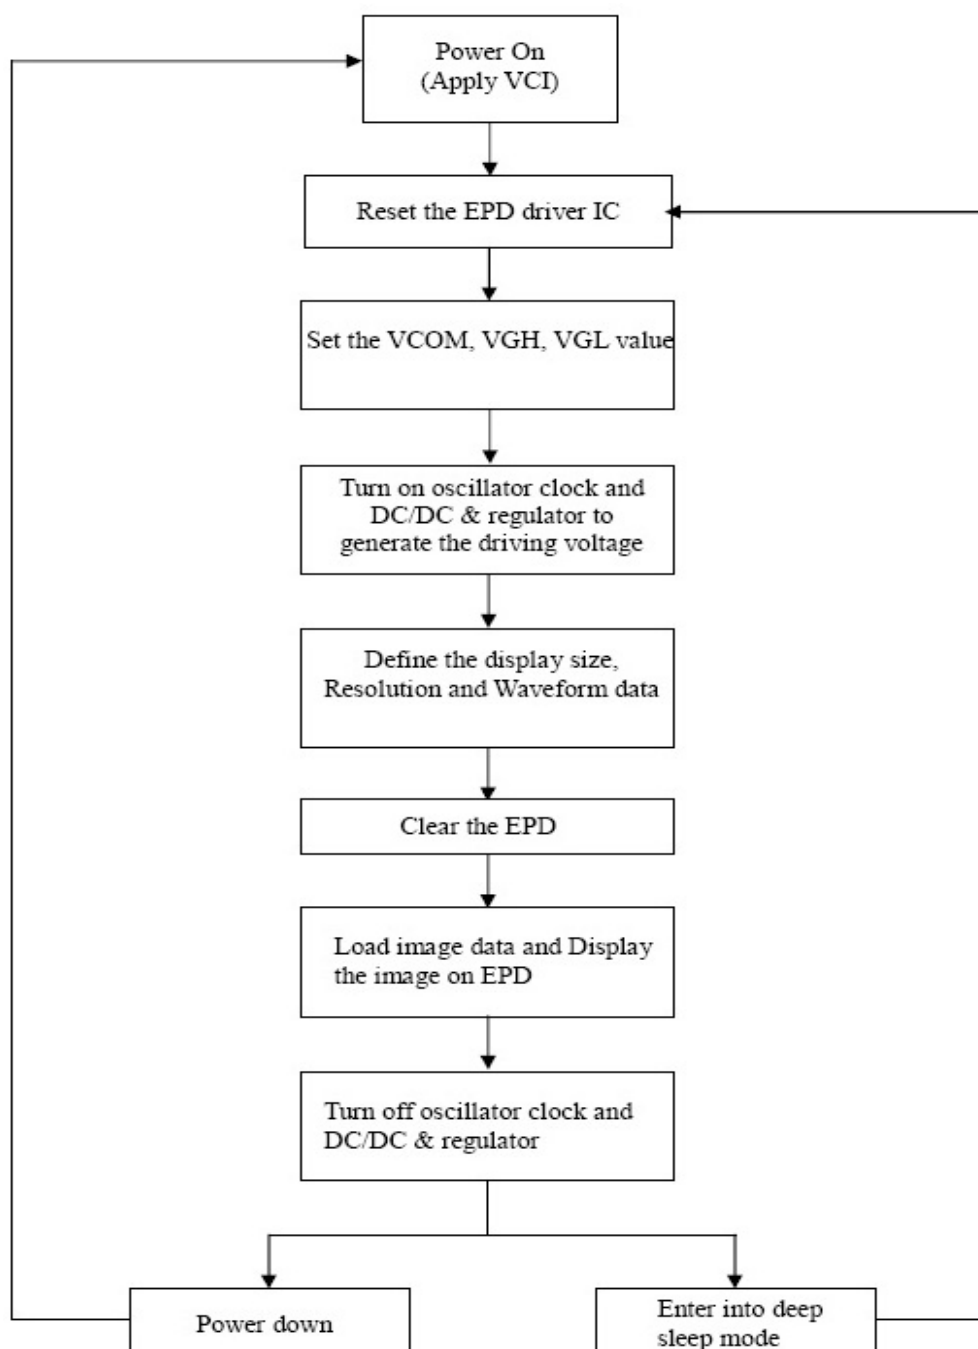 Power On
(Apply VCI)
Reset the EPD driver IC
Set the VCOM, VGH, VGL value
Turn on oscillator clock and
DC/DC & regulator to
generate the driving voltage
Define the display size,
Resolution and Waveform data
Clear the EPD
Load image data and Display
the image on EPD
Turn off oscillator clock and
DC/DC & regulator
Power down
Enter into deep
sleep mode